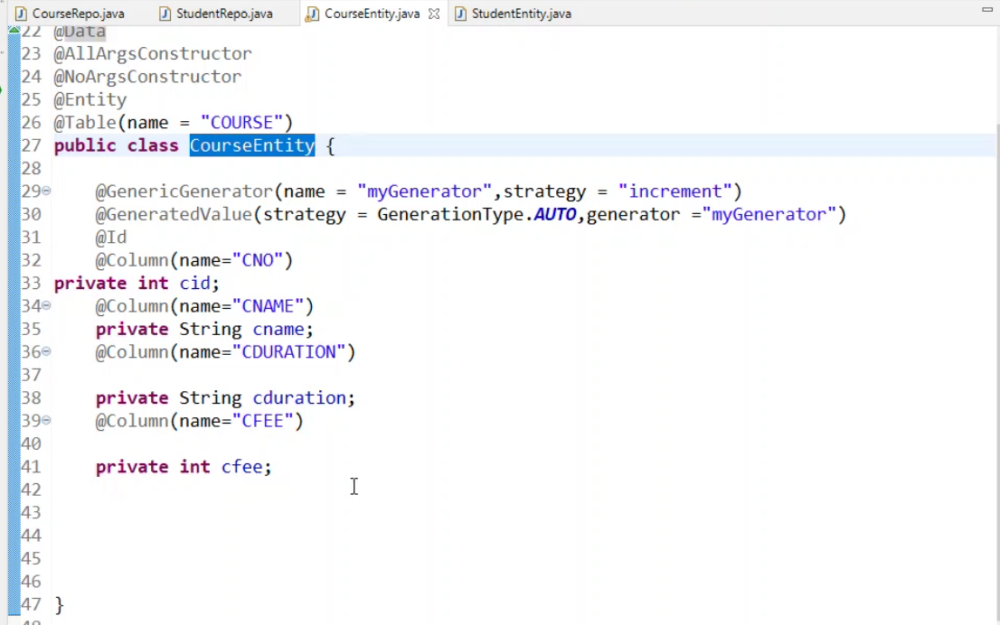 CourseRepo.java StudentRepo.java CourseEntity.java StudentEntity.java
22 @Data
23 @AllArgsConstructor
24 @NoArgsConstructor
25 @Entity
26 @Table(name = "COURSE")
27 public class CourseEntity {
28
29 @GenericGenerator(name = "myGenerator",strategy = "increment")
30 @GeneratedValue(strategy = GenerationType.AUTO,generator ="myGenerator")
31 @Id
32 @Column(name="CNO")
33 private int cid;
34 @Column(name="CNAME")
35 private String cname;
36 @Column(name="CDURATION")
37
38 private String cduration;
39 @Column(name="CFEE")
40
41 private int cfee;
42
43
44
45
46
47 }